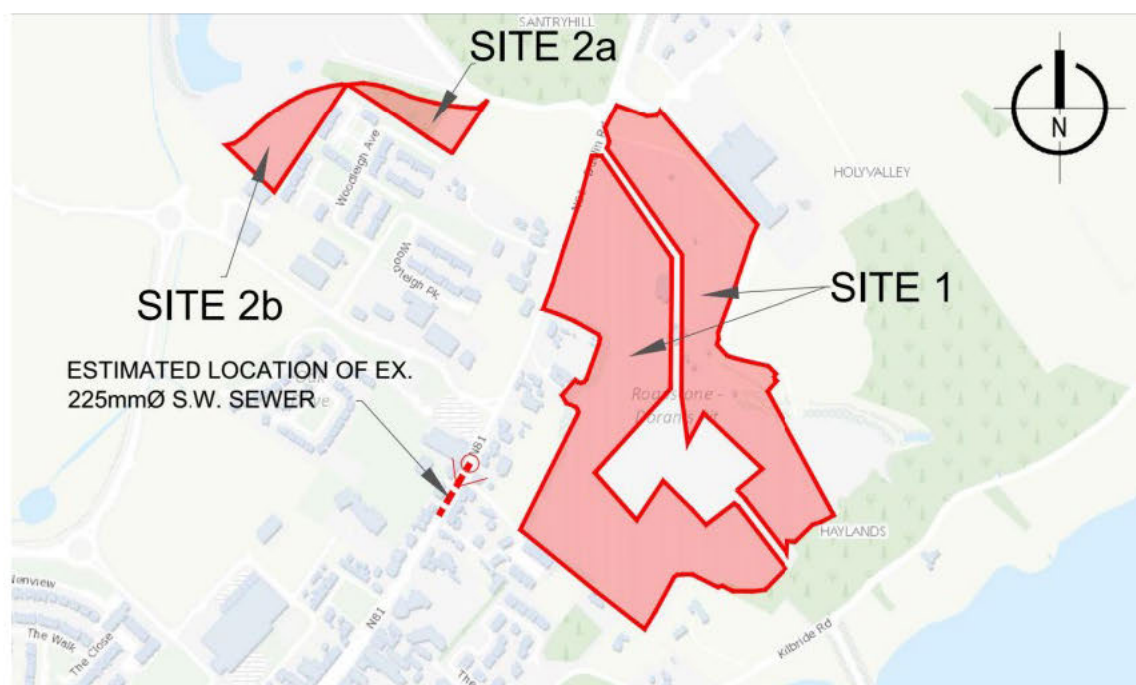 SANTRYHILL
SITE 2a
N
HOLYVALLEY
Woodleigh Ave
SITE 2b
SITE 1
ESTIMATED LOCATION OF EX.
225mmØ S.W. SEWER
N81
HAYLANDS
N81
Kilbride Rd
The Walk
The Close